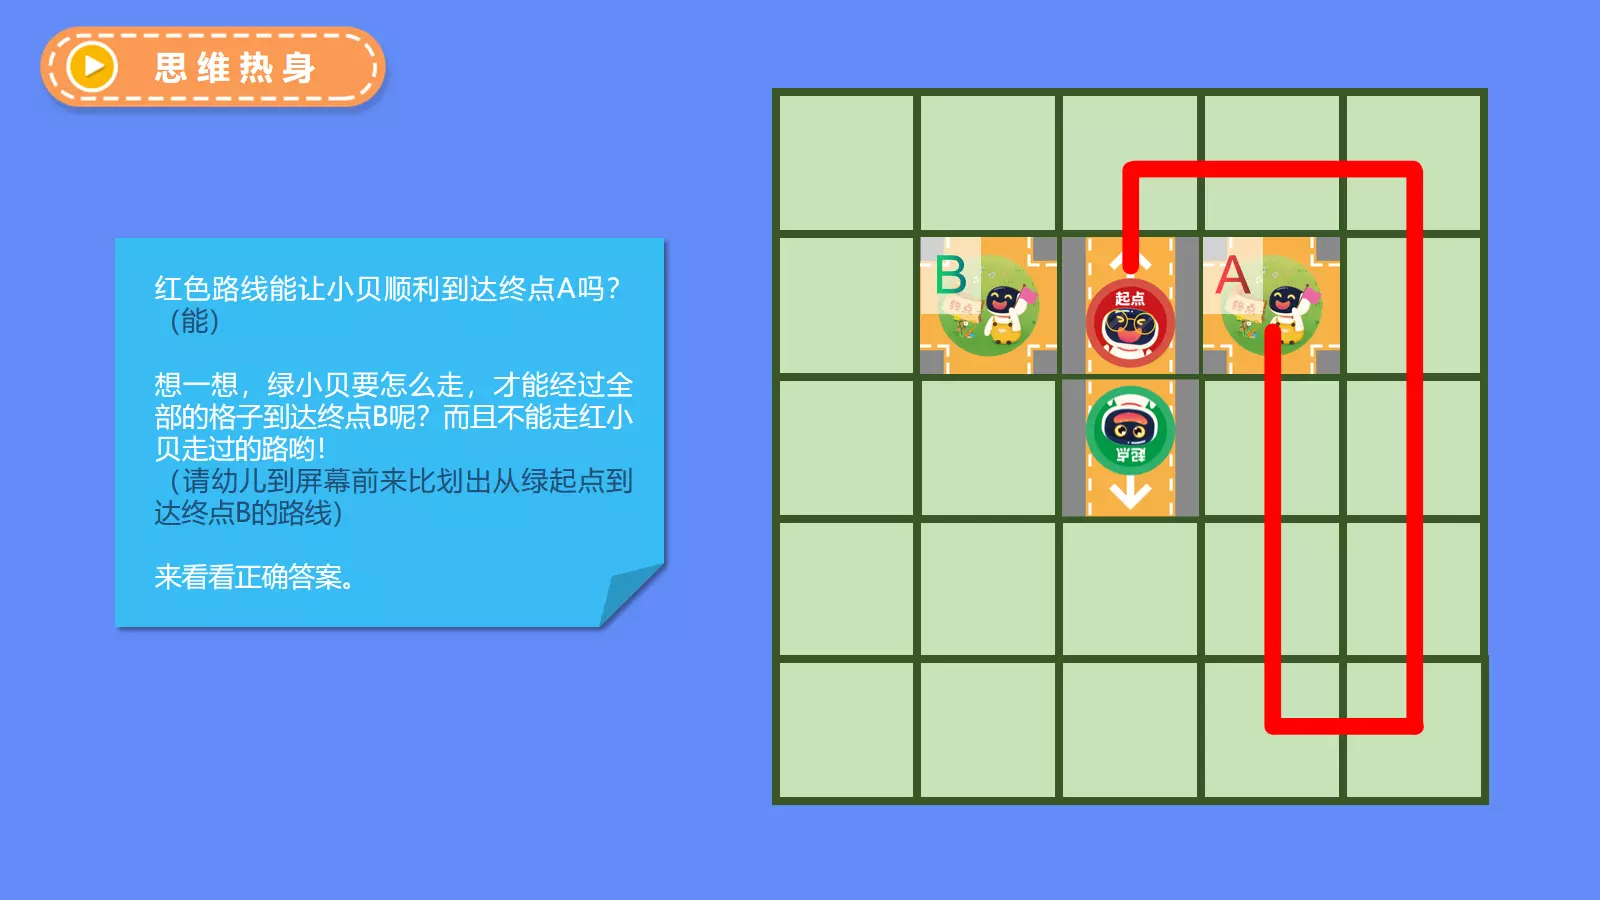 思维热身
红色路线能让小贝顺利到达终点A吗？
（能）
想一想，绿小贝要怎么走，才能经过全
部的格子到达终点B呢？而且不能走红小
贝走过的路哟！
（请幼儿到屏幕前来比划出从绿起点到
达终点B的路线）
来看看正确答案。
B
终点
起点
A
终点
起点